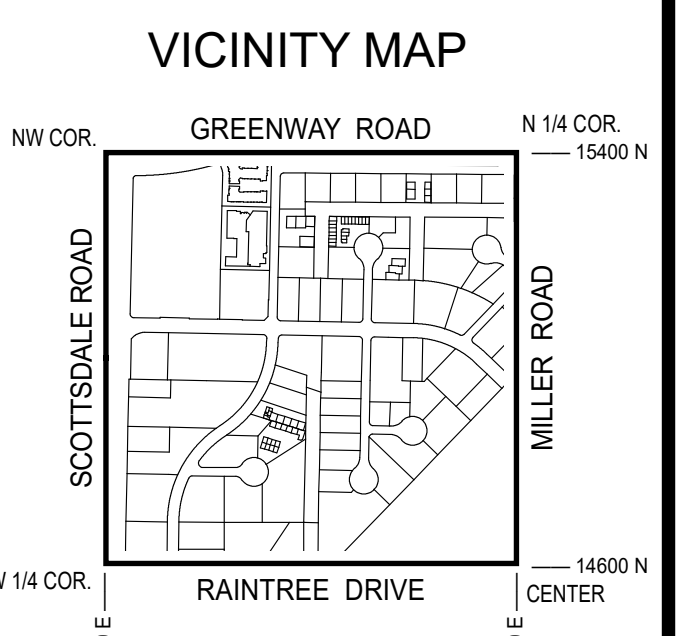 VICINITY MAP
NW COR.
GREENWAY ROAD
N 1/4 COR.
15400 N
SCOTTSDALE ROAD
MILLER ROAD
14600 N
1/4 COR.
RAINTREE DRIVE
CENTER
E
E